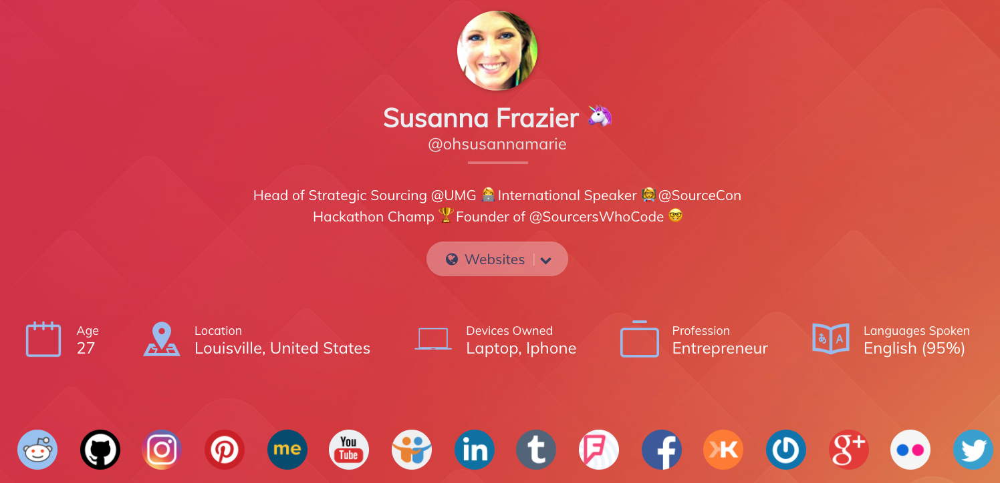 Susanna Frazier 🦄
@ohsusannamarie
Head of Strategic Sourcing @UMG 👩‍💻International Speaker 👩‍🏫@SourceCon
Hackathon Champ 🏆Founder of @SourcersWhoCode 🤓
Websites
Age
27
Location
Louisville, United States
Devices Owned
Laptop, Iphone
Profession
Entrepreneur
Languages Spoken
English (95%)
me
You
Tube
in
t
F
f
K
g+